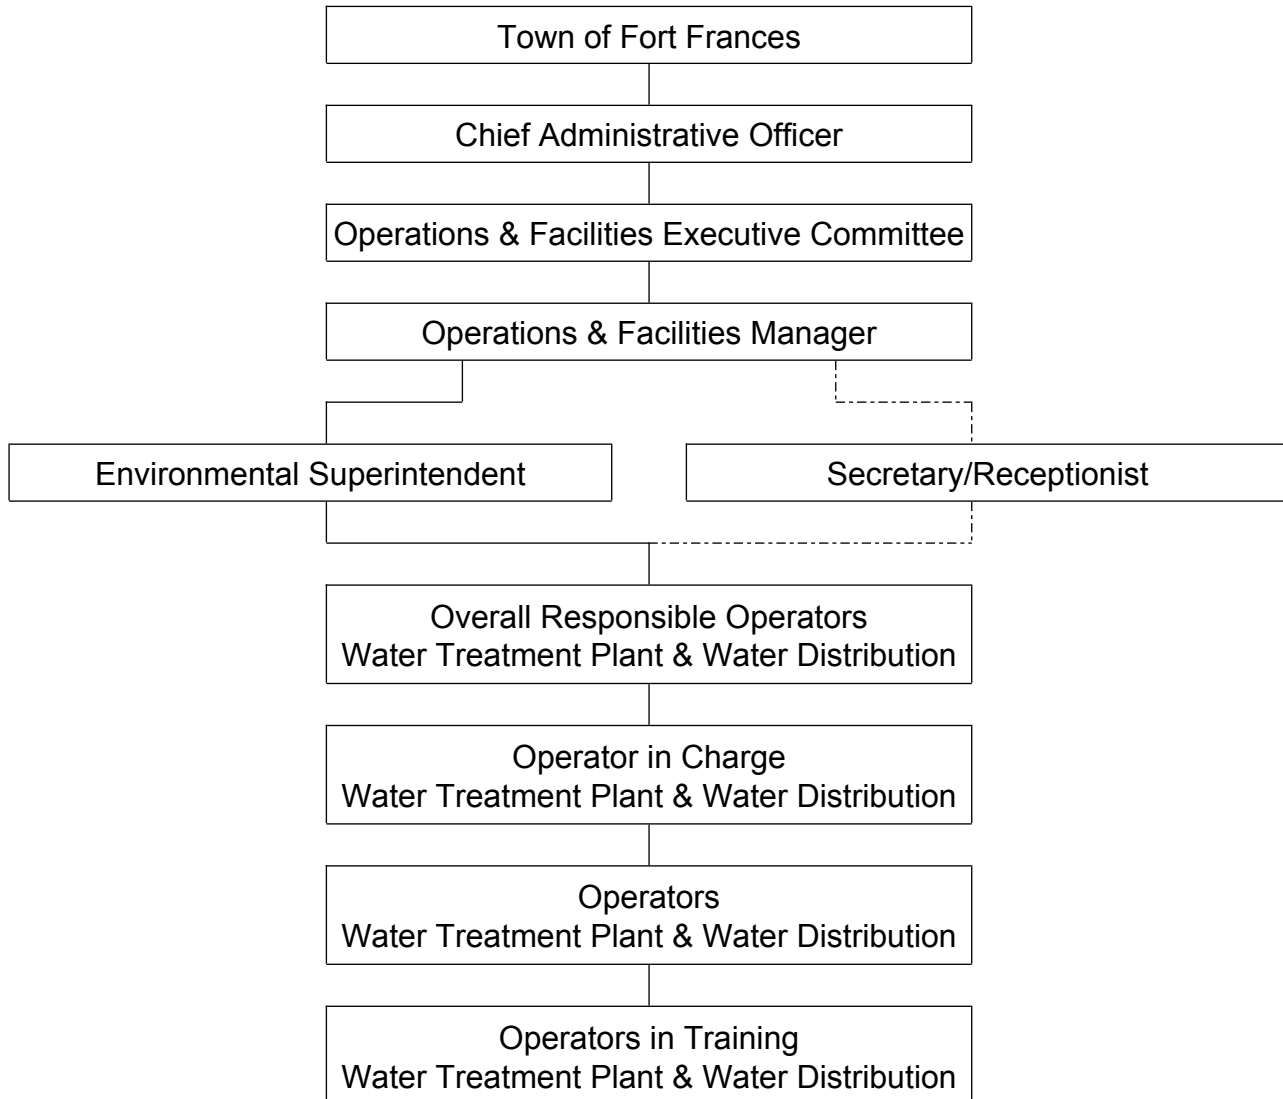 Town of Fort Frances
Chief Administrative Officer
Operations & Facilities Executive Committee
Operations & Facilities Manager
Environmental Superintendent
Secretary/Receptionist
Overall Responsible Operators
Water Treatment Plant & Water Distribution
Operator in Charge
Water Treatment Plant & Water Distribution
Operators
Water Treatment Plant & Water Distribution
Operators in Training
Water Treatment Plant & Water Distribution